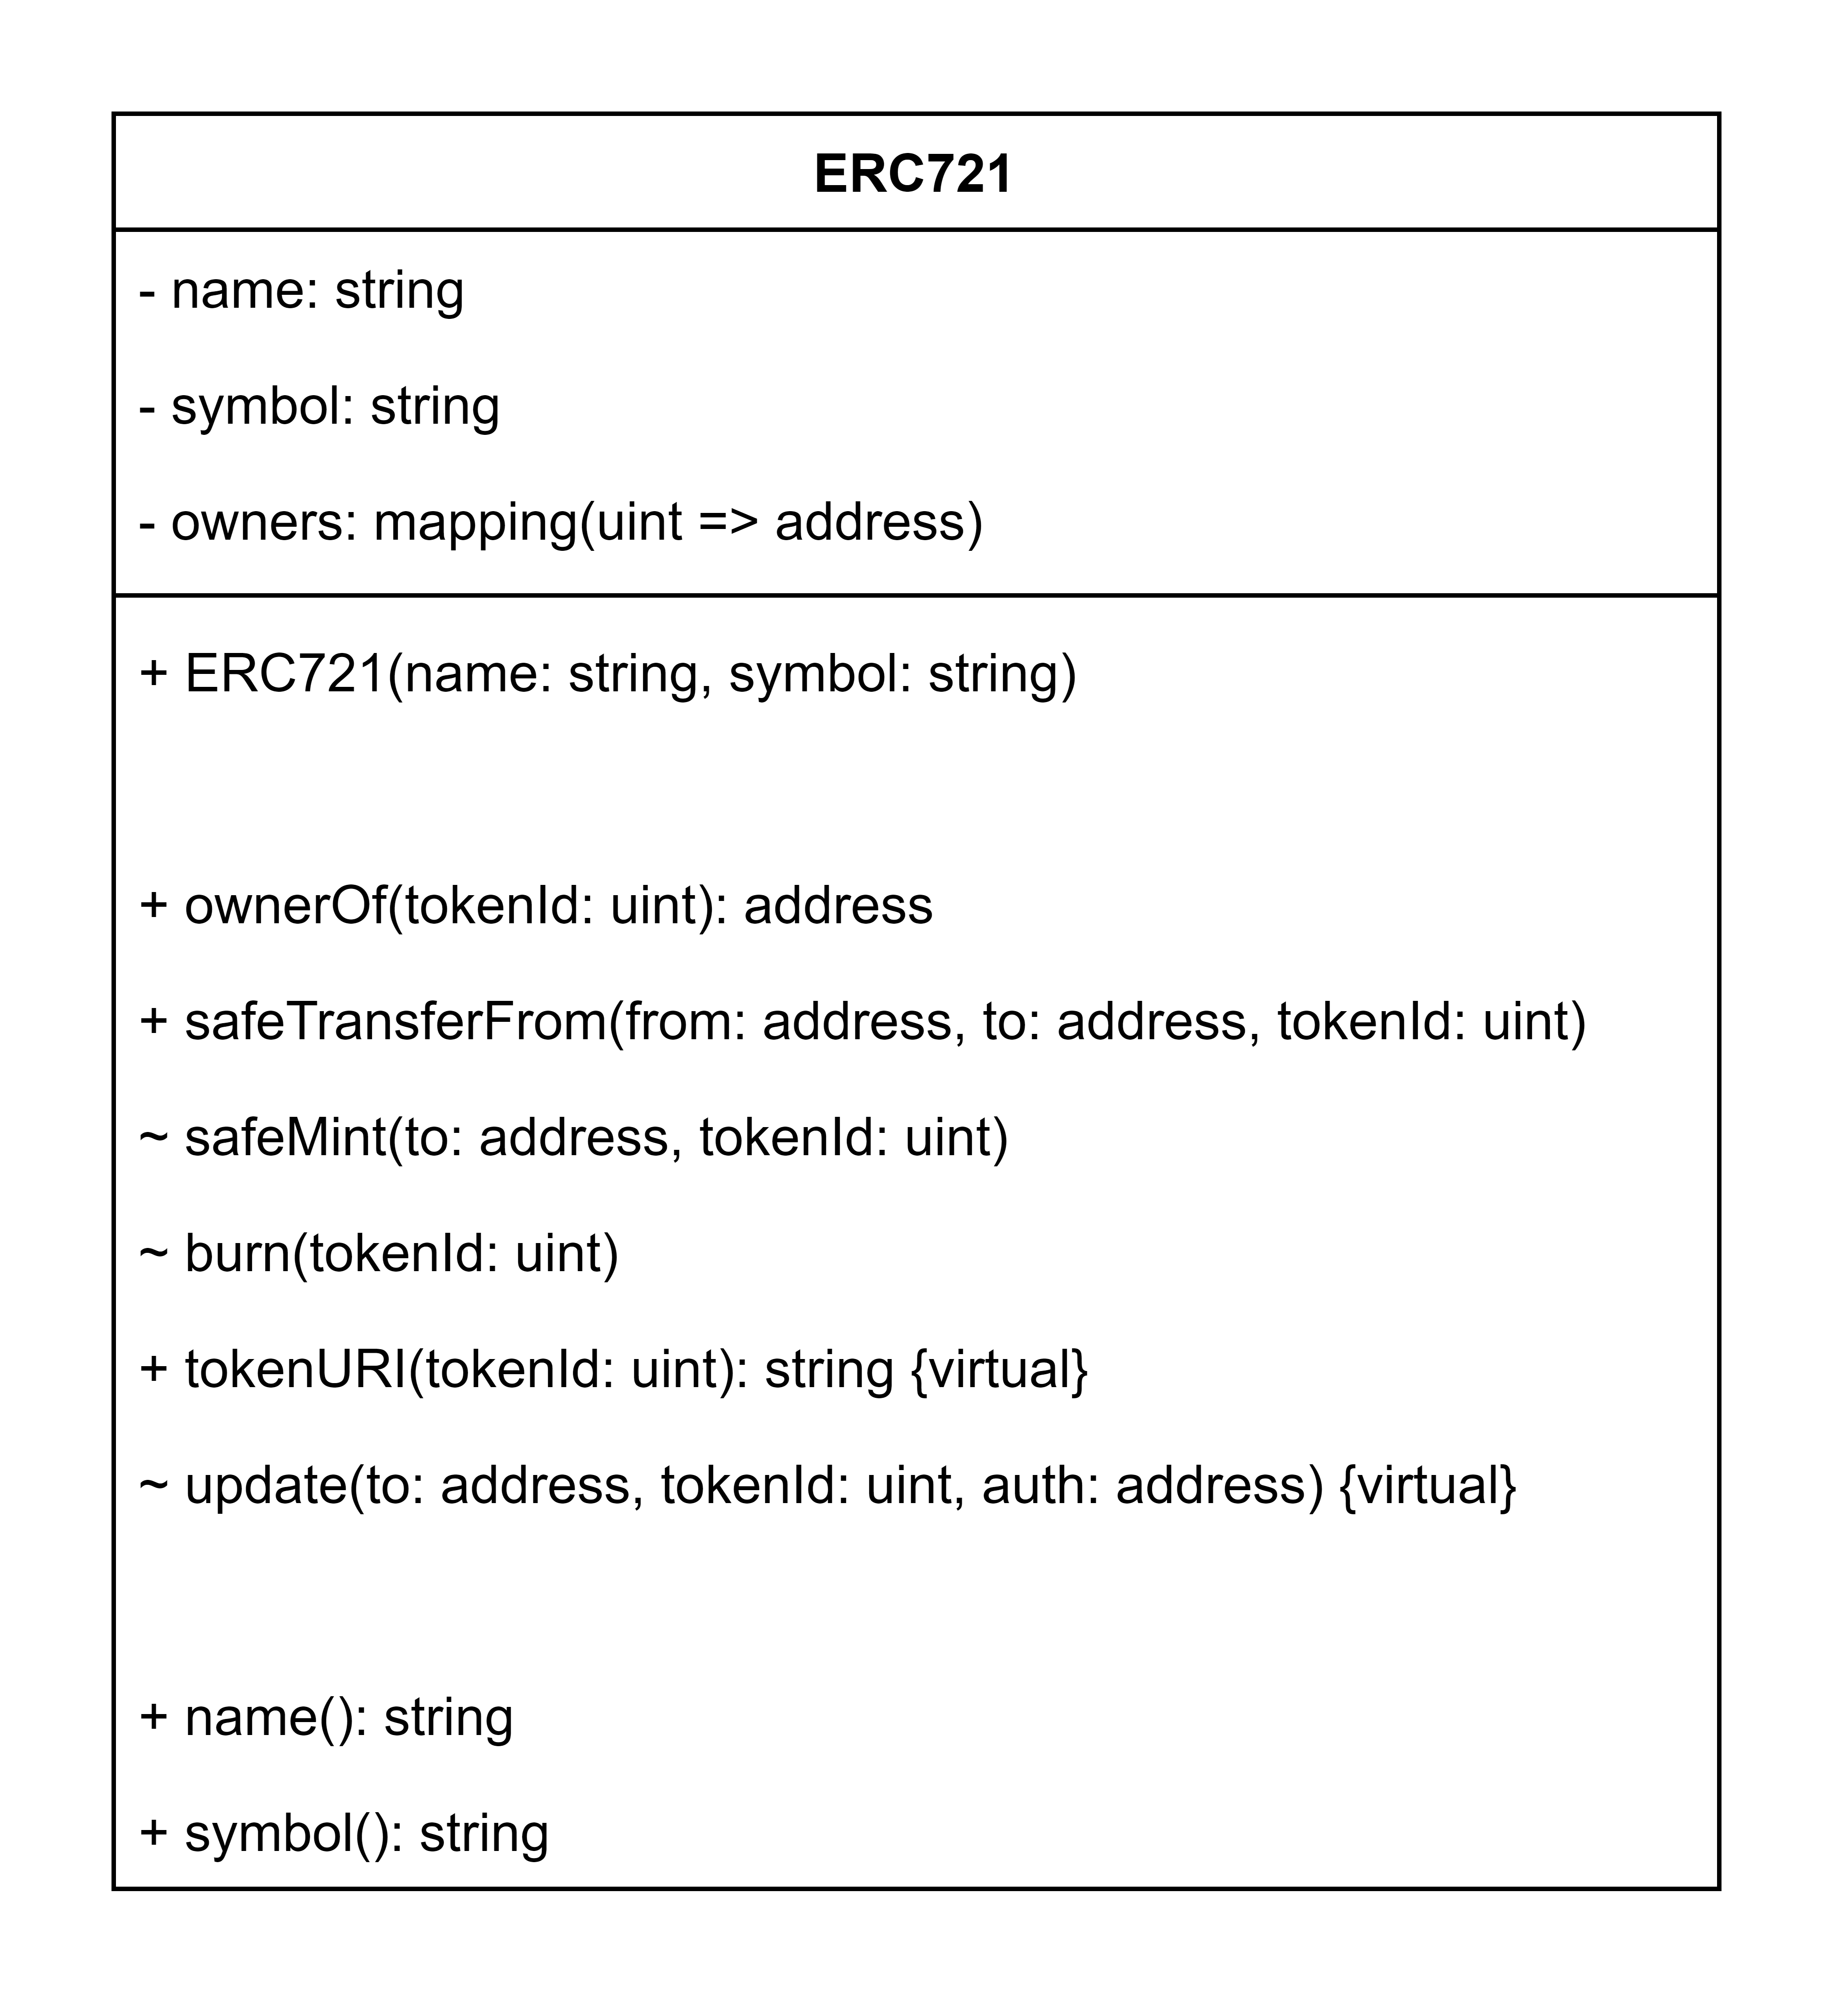 ERC721
- name: string
- symbol: string
- owners: mapping(uint => address)
+ ERC721(name: string, symbol: string)
+ ownerOf(tokenId: uint): address
+ safeTransferFrom(from: address, to: address, tokenId: uint)
~ safeMint(to: address, tokenId: uint)
~ burn(tokenId: uint)
+ tokenURI(tokenId: uint): string {virtual}
~ update(to: address, tokenId: uint, auth: address) {virtual}
+ name(): string
+ symbol(): string